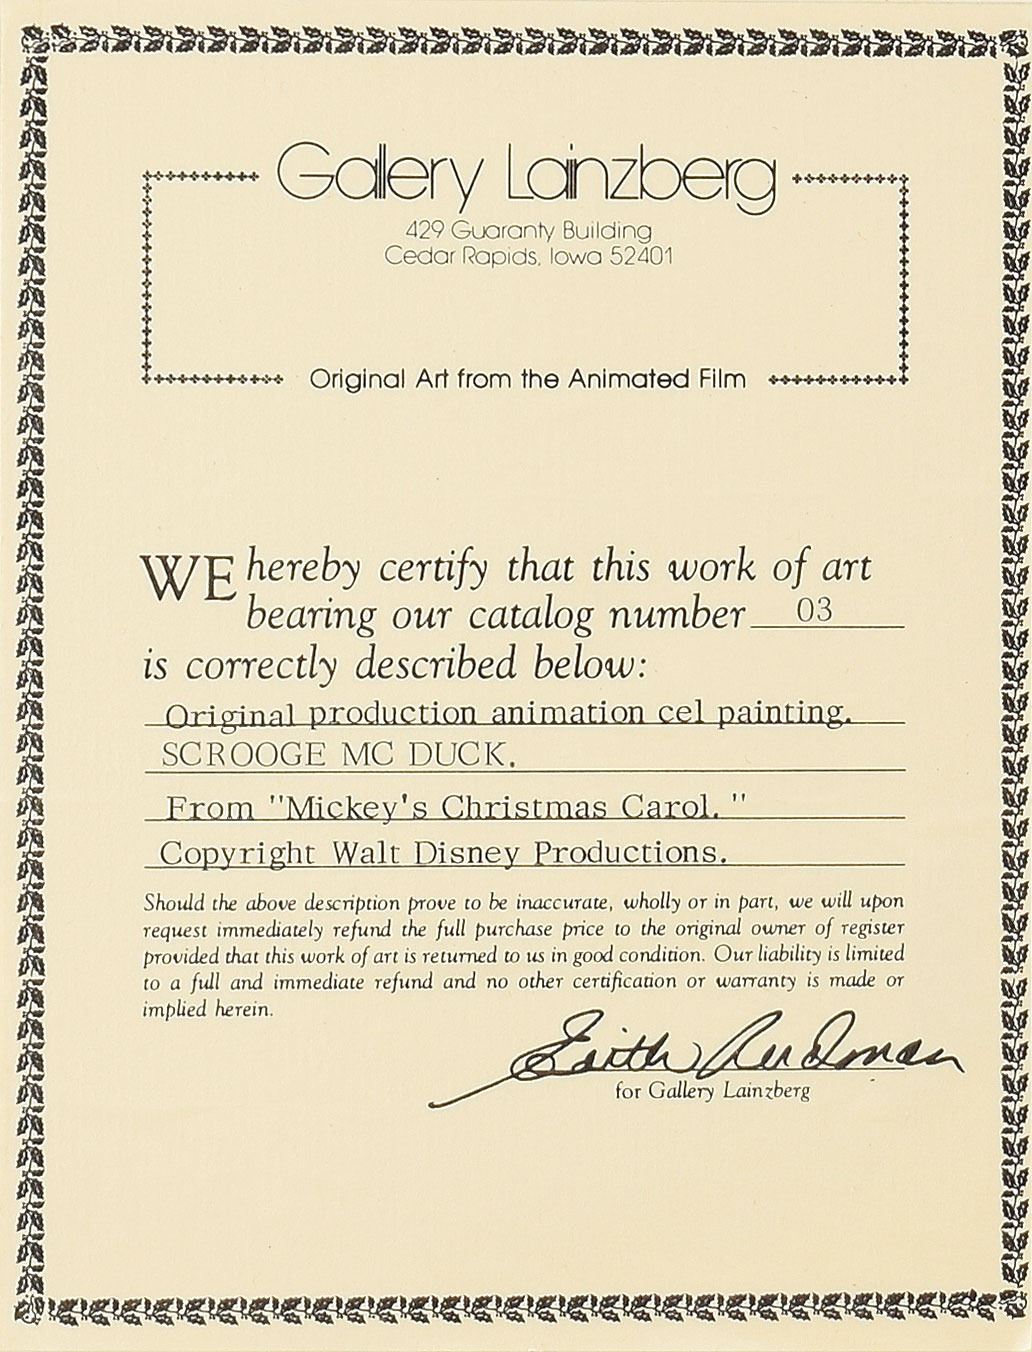 Gallery Lainzberg
429 Guaranty Building
Cedar Rapids, Iowa 52401
Original Art from the Animated Film
WE hereby certify that this work of art
bearing our catalog number 03
is correctly described below:
Original production animation cel painting.
SCROOGE MC DUCK.
From "Mickey's Christmas Carol."
Copyright Walt Disney Productions.
Should the above description prove to be inaccurate, wholly or in part, we will upon
request immediately refund the full purchase price to the original owner of register
provided that this work of art is returned to us in good condition. Our liability is limited
to a full and immediate refund and no other certification or warranty is made or
implied herein.
for Gallery Lainzberg